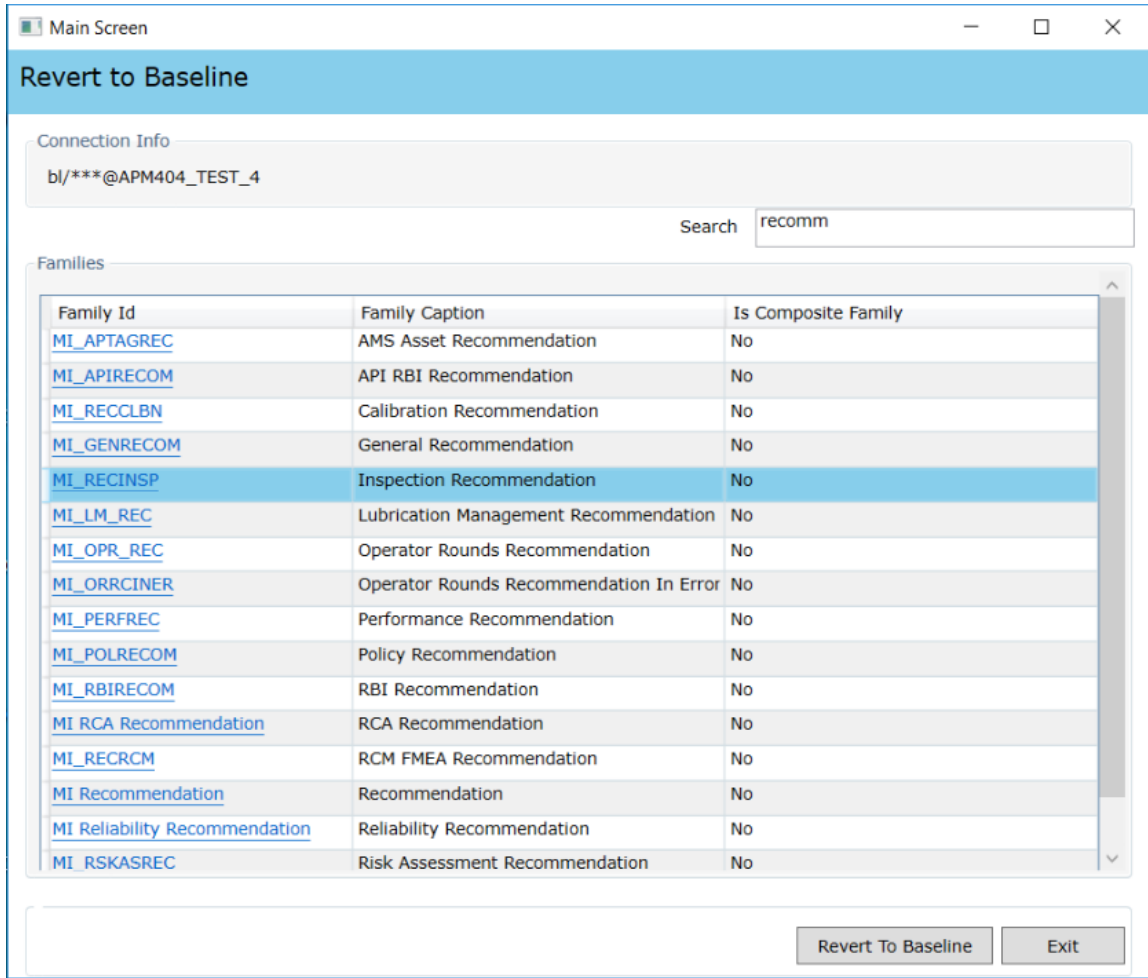 Main Screen
Revert to Baseline
Connection Info
bl/***@APM404_TEST_4
Search recomm
Families
Family Id Family Caption Is Composite Family
MI_APTAGREC AMS Asset Recommendation No
MI_APIRECOM API RBI Recommendation No
MI_RECCLBN Calibration Recommendation No
MI_GENRECOM General Recommendation No
MI_RECINSP Inspection Recommendation No
MI_LM_REC Lubrication Management Recommendation No
MI_OPR_REC Operator Rounds Recommendation No
MI_ORRCINER Operator Rounds Recommendation In Error No
MI_PERFREC Performance Recommendation No
MI_POLRECOM Policy Recommendation No
MI_RBIRECOM RBI Recommendation No
MI RCA Recommendation RCA Recommendation No
MI_RECRCM RCM FMEA Recommendation No
MI Recommendation Recommendation No
MI Reliability Recommendation Reliability Recommendation No
MI_RSKASREC Risk Assessment Recommendation No
Revert To Baseline Exit